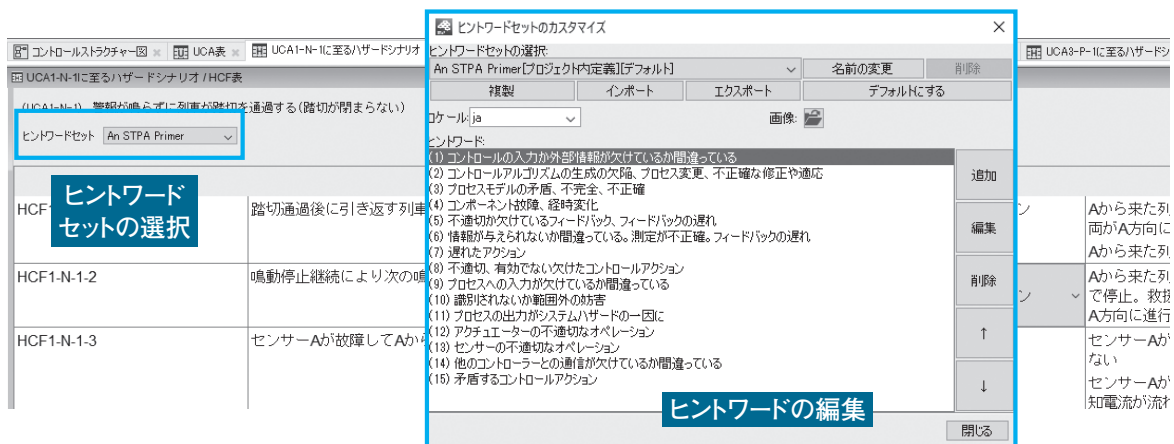 ヒントワードセットのカスタマイズ
コントロールストラクチャー図
UCA表
UCA1-N-1に至るハザードシナリオ
UCA3-P-1に至るハザードシ
UCA1-N-1に至るハザードシナリオ /HCF表
(UCA1-N-1) 警報が鳴らずに列車が踏切を通過する(踏切が閉まらない)
ヒントワードセット An STPA Primer
ヒントワード
セットの選択
踏切通過後に引き返す列車
HCF1-N-1-2
鳴動停止継続により次の鳴
HCF1-N-1-3
センサーAが故障してAから
ヒントワードセットの選択:
An STPA Primer[プロジェクト内定義][デフォルト]
名前の変更
削除
複製
インポート
エクスポート
デフォルトにする
ロケール: ja
画像:
ヒントワード:
(1) コントロールの入力か外部情報が欠けているか間違っている
(2) コントロールアルゴリズムの生成の欠陥、プロセス変更、不正確な修正や適応
(3) プロセスモデルの矛盾、不完全、不正確
(4) コンポーネント故障、経時変化
(5) 不適切か欠けているフィードバック、フィードバックの遅れ
(6) 情報が与えられないか間違っている。測定が不正確。フィードバックの遅れ
(7) 遅れたアクション
(8) 不適切、有効でない欠けたコントロールアクション
(9) プロセスへの入力が欠けているか間違っている
(10) 識別されないか範囲外の妨害
(11) プロセスの出力がシステムハザードの一因に
(12) アクチュエーターの不適切なオペレーション
(13) センサーの不適切なオペレーション
(14) 他のコントローラーとの通信が欠けているか間違っている
(15) 矛盾するコントロールアクション
追加
編集
削除
↑
↓
ヒントワードの編集
閉じる
ン
Aから来た列
両がA方向に
Aから来た列
ン
Aから来た列
で停止。救援
A方向に進行
センサーAが
ない
センサーAが
知電流が流れ